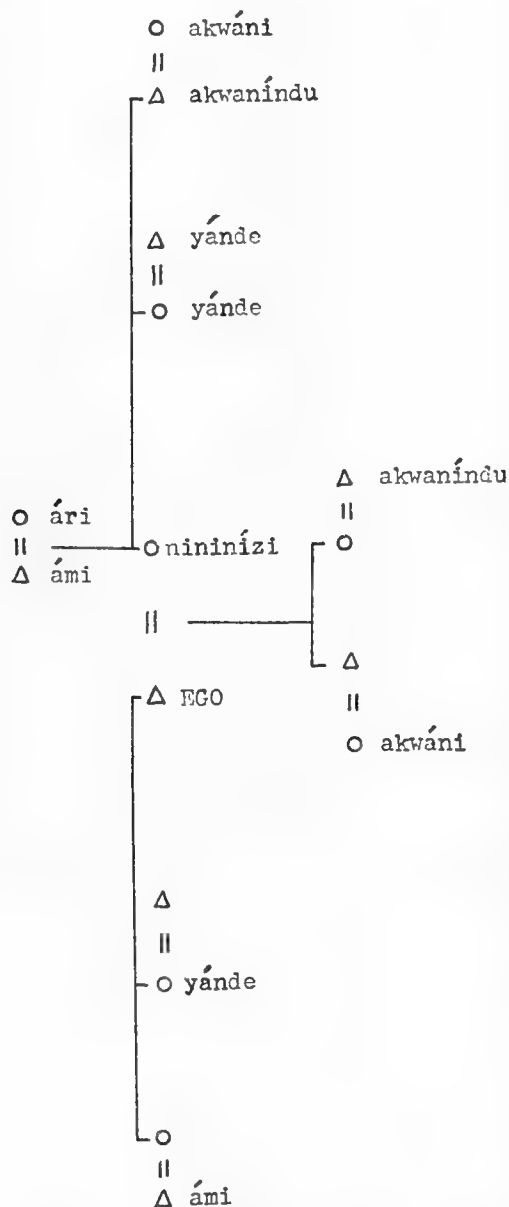 akwáni
akwaníndu
yánde
yánde
akwaníndu
ári
nininízi
ámi
EGO
akwáni
yánde
ámi